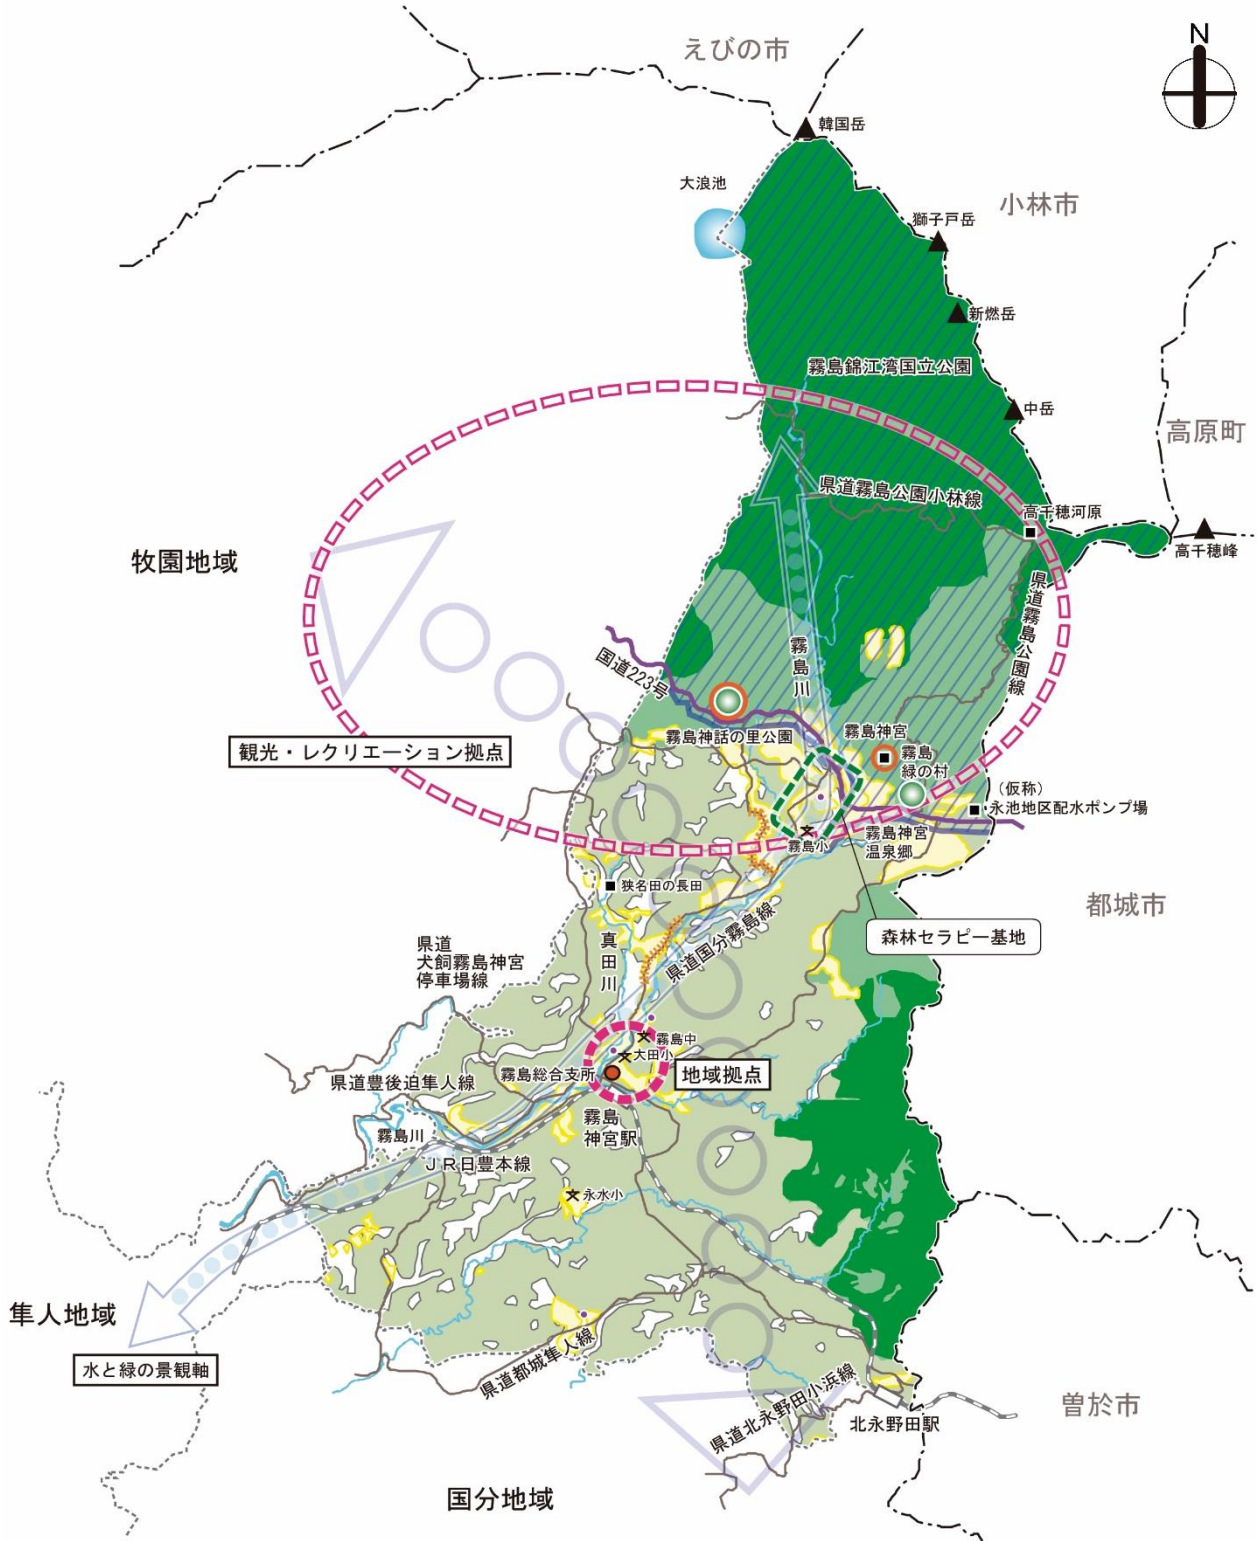 N
えびの市
韓国岳
大浪池
小林市
獅子戸岳
新燃岳
霧島錦江湾国立公園
中岳
高原町
県道霧島公園小林線
高千穂河原
高千穂峰
牧園地域
県道霧島公園線
霧島川
国道223号
霧島神話の里公園
霧島神宮
観光・レクリエーション拠点
霧島
緑の村
（仮称）
永池地区配水ポンプ場
霧島小
霧島神宮
温泉郷
狭名田の長田
都城市
森林セラピー基地
県道国分霧島線
真田川
県道
犬飼霧島神宮
停車場線
霧島中
大田小
霧島総合支所
地域拠点
県道豊後迫隼人線
霧島
神宮駅
霧島川
ＪＲ日豊本線
永水小
隼人地域
水と緑の景観軸
県道都城隼人線
県道北永野田小浜線
北永野田駅
曽於市
国分地域